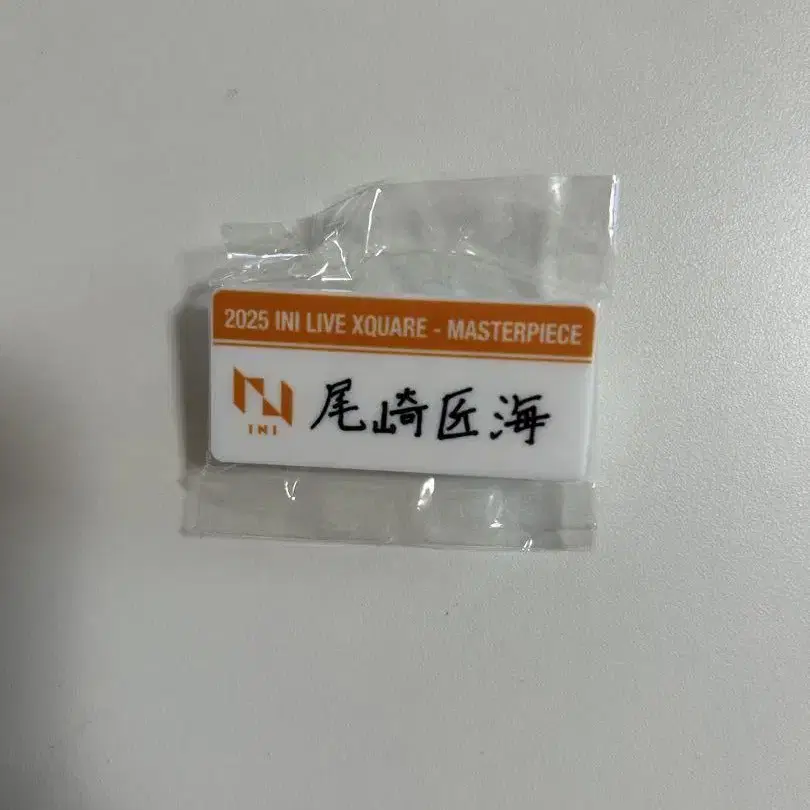 2025 INI LIVE XQUARE - MASTERPIECE
INI
尾崎匠海